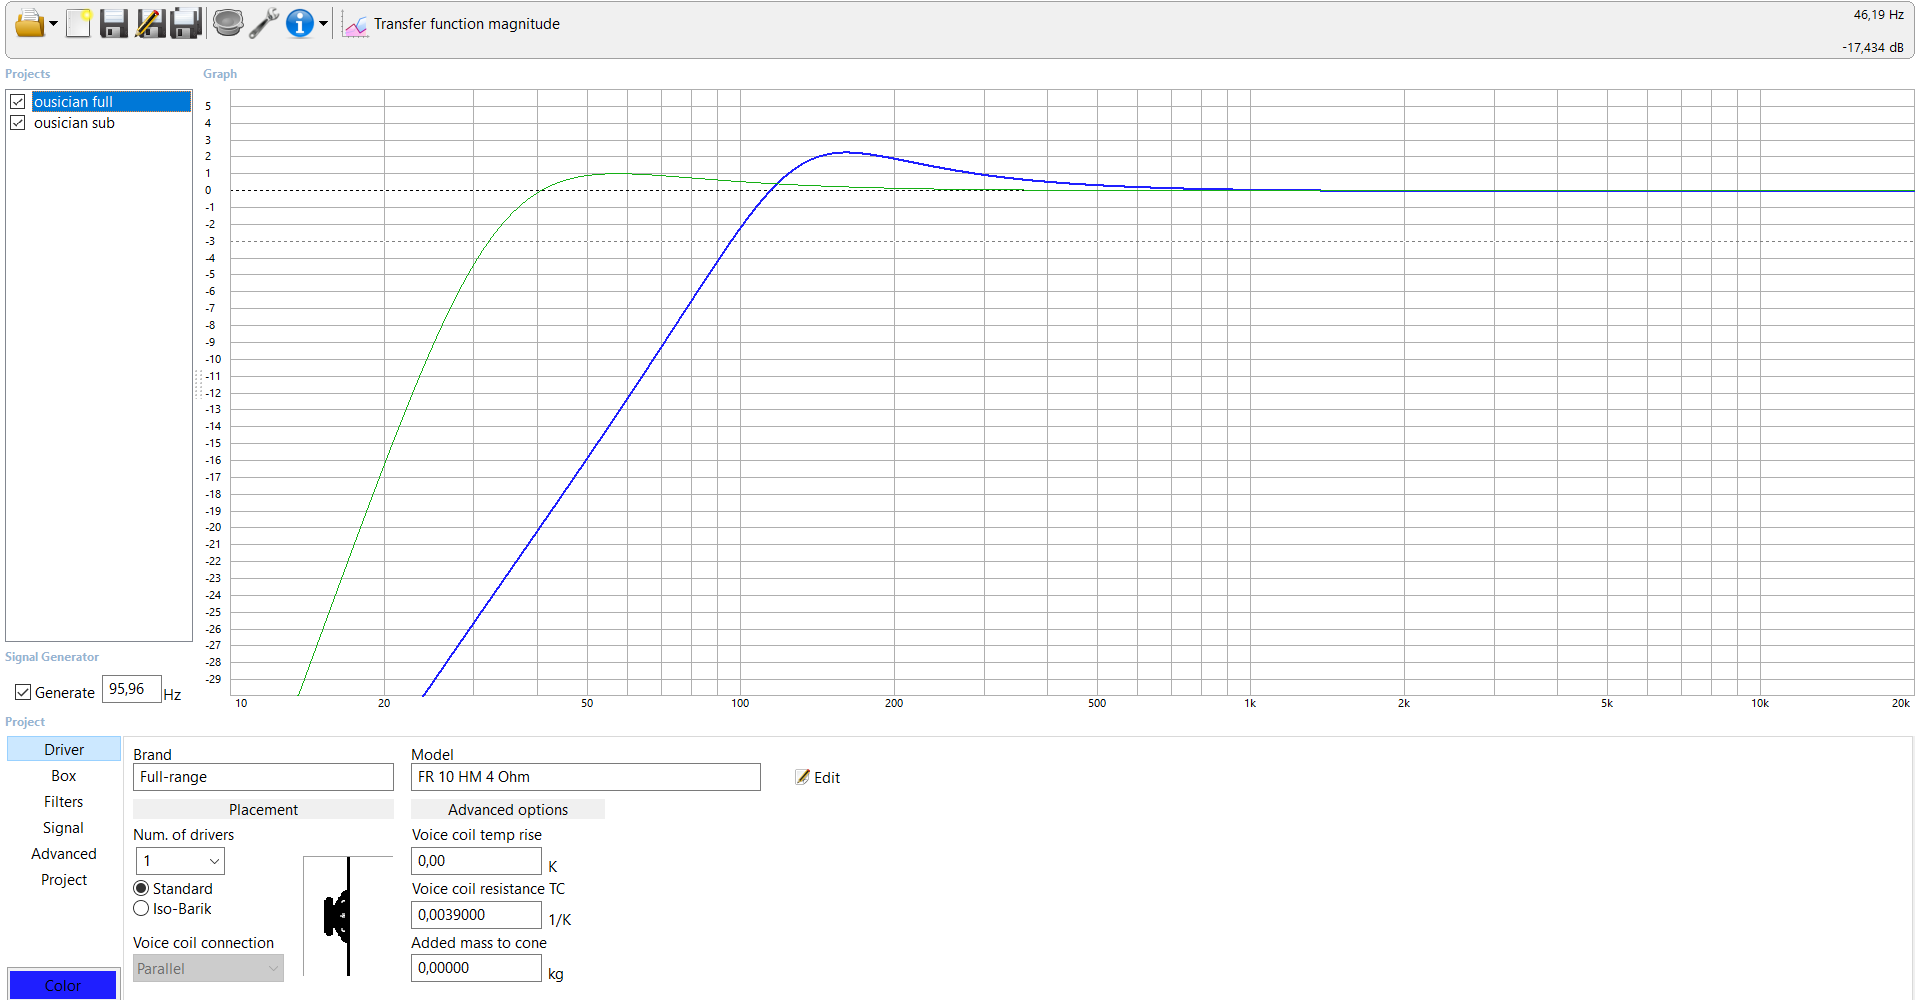 Transfer function magnitude
46,19 Hz
-17,434 dB
Projects
ousician full
ousician sub
Graph
5
4
3
2
1
0
-1
-2
-3
-4
-5
-6
-7
-8
-9
-10
-11
-12
-13
-14
-15
-16
-17
-18
-19
-20
-21
-22
-23
-24
-25
-26
-27
-28
-29
10 20 50 100 200 500 1k 2k 5k 10k 20k
Signal Generator
Generate 95,96 Hz
Project
Driver
Box
Filters
Signal
Advanced
Project
Color
Brand
Full-range
Placement
Num. of drivers
1
Standard
Iso-Barik
Voice coil connection
Parallel
Model
FR 10 HM 4 Ohm
Edit
Advanced options
Voice coil temp rise
0,00 K
Voice coil resistance TC
0,0039000 1/K
Added mass to cone
0,00000 kg